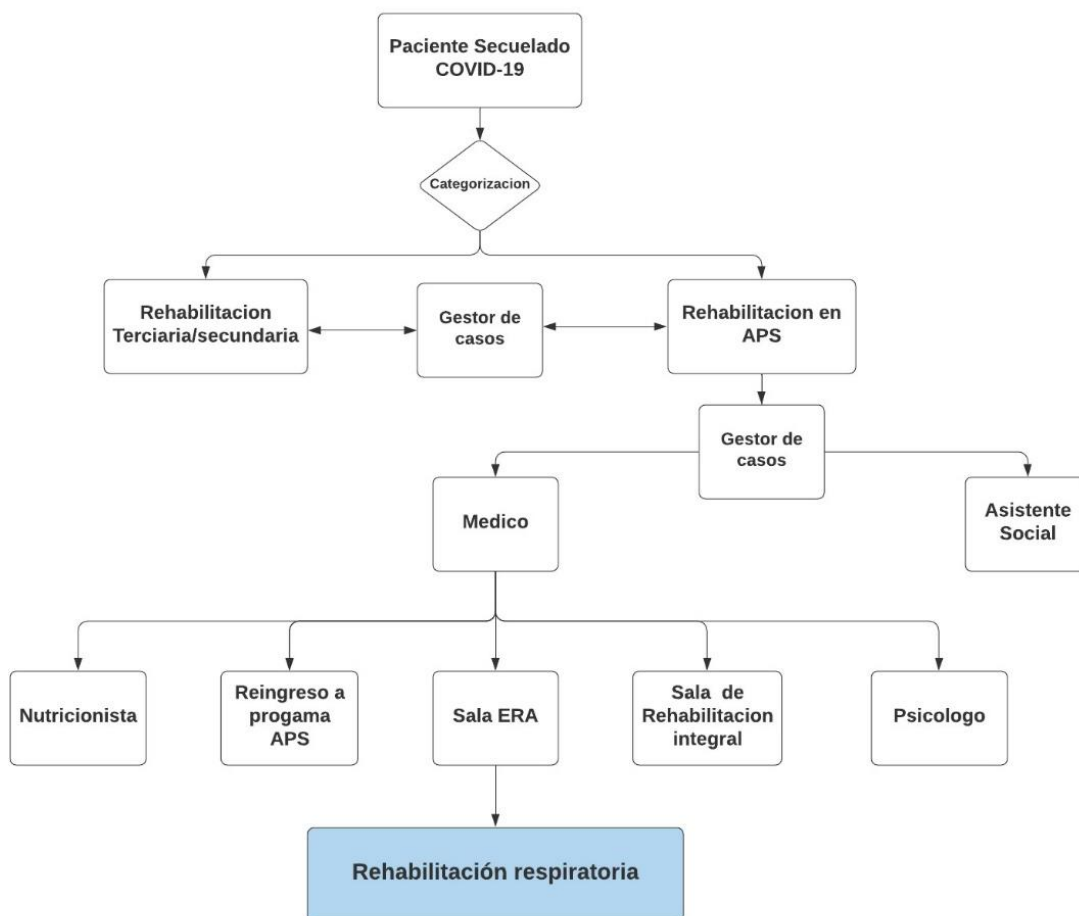 Paciente Secuelado
COVID-19
Categorizacion
Rehabilitacion
Terciaria/secundaria
Gestor de
casos
Rehabilitacion en
APS
Gestor de
casos
Medico
Asistente
Social
Nutricionista
Reingreso a
progama
APS
Sala ERA
Sala de
Rehabilitacion
integral
Psicologo
Rehabilitación respiratoria